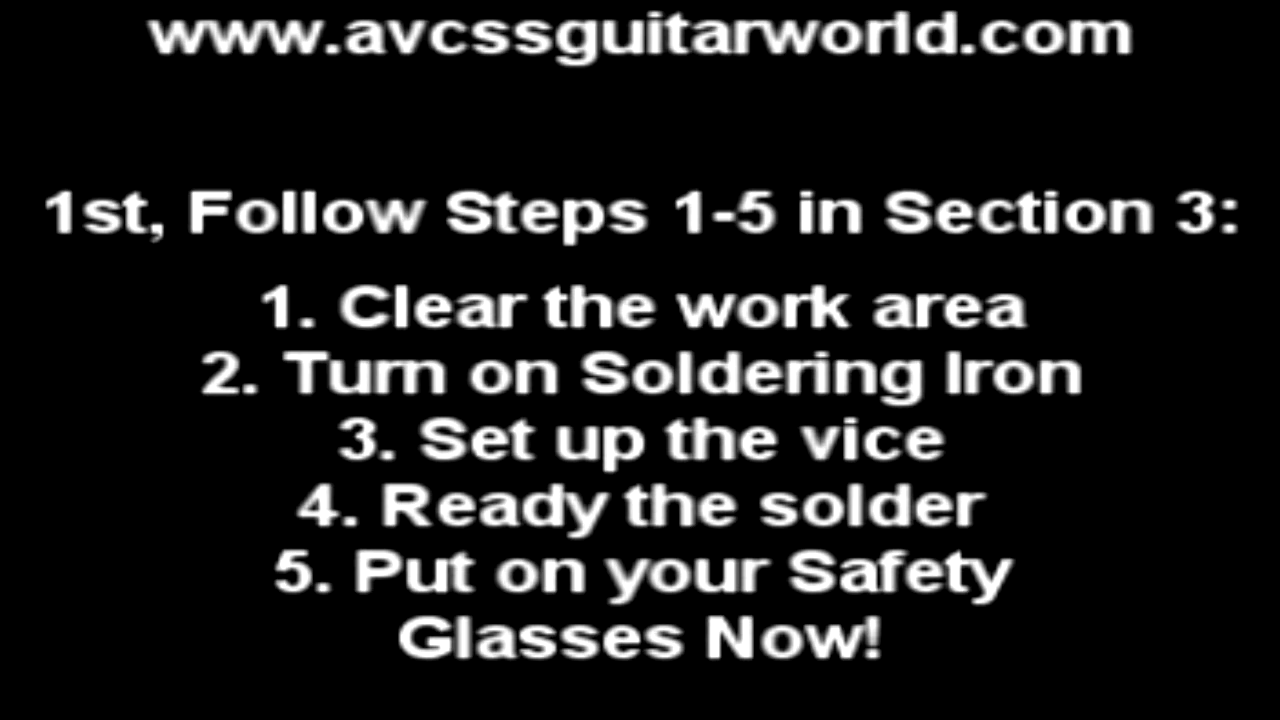 www.avcssguitarworld.com
1st, Follow Steps 1-5 in Section 3:
1. Clear the work area
2. Turn on Soldering Iron
3. Set up the vice
4. Ready the solder
5. Put on your Safety
Glasses Now!